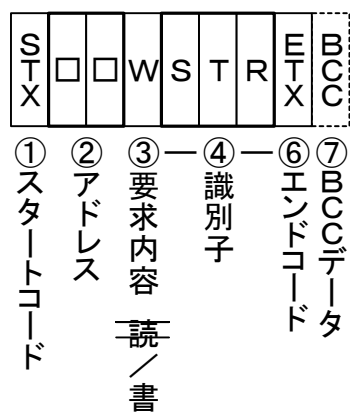 STX □ □ W S T R ETX BCC
① ② ③ ― ④ ― ⑥ ⑦
スタートコード
アドレス
要求内容 読／書
識別子
エンドコード
BCCデータ